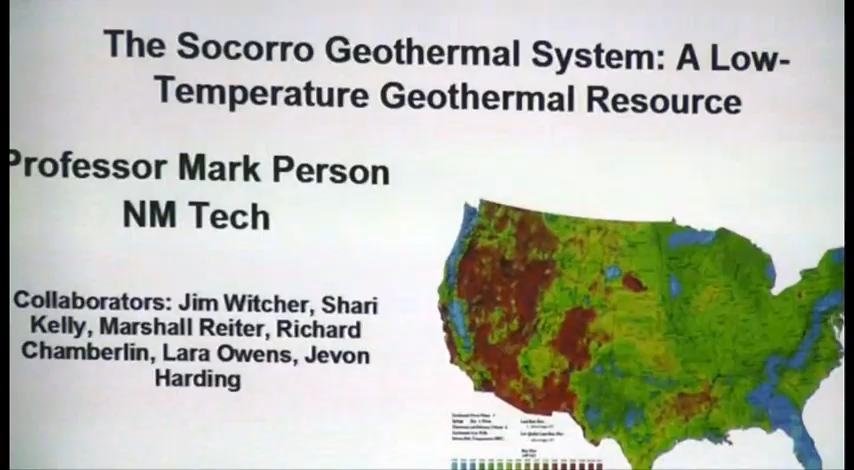 The Socorro Geothermal System: A Low-
Temperature Geothermal Resource
Professor Mark Person
NM Tech
Collaborators: Jim Witcher, Shari
Kelly, Marshall Reiter, Richard
Chamberlin, Lara Owens, Jevon
Harding